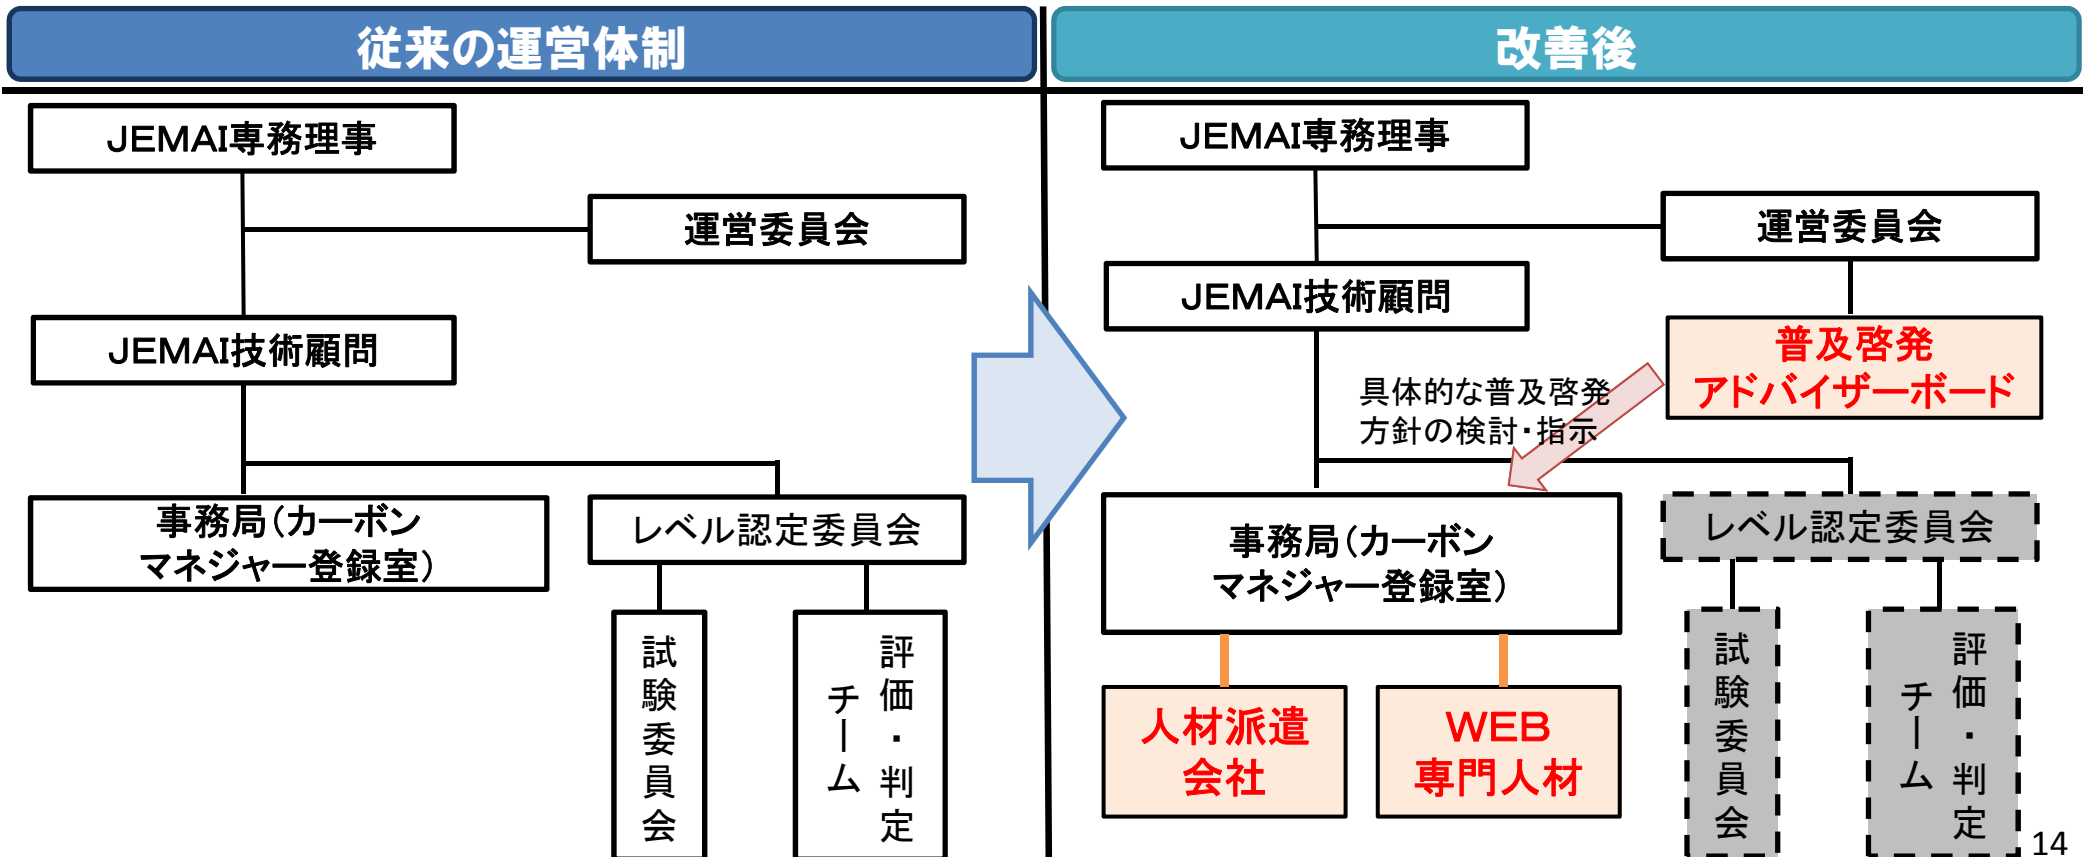 従来の運営体制
JEMAI専務理事
運営委員会
JEMAI技術顧問
事務局(カーボン
マネジャー登録室)
レベル認定委員会
試験委員会
評価・判定
チーム
改善後
JEMAI専務理事
運営委員会
JEMAI技術顧問
普及啓発
アドバイザーボード
具体的な普及啓発
方針の検討・指示
事務局(カーボン
マネジャー登録室)
レベル認定委員会
人材派遣
会社
WEB
専門人材
試験委員会
評価・判定
チーム
14